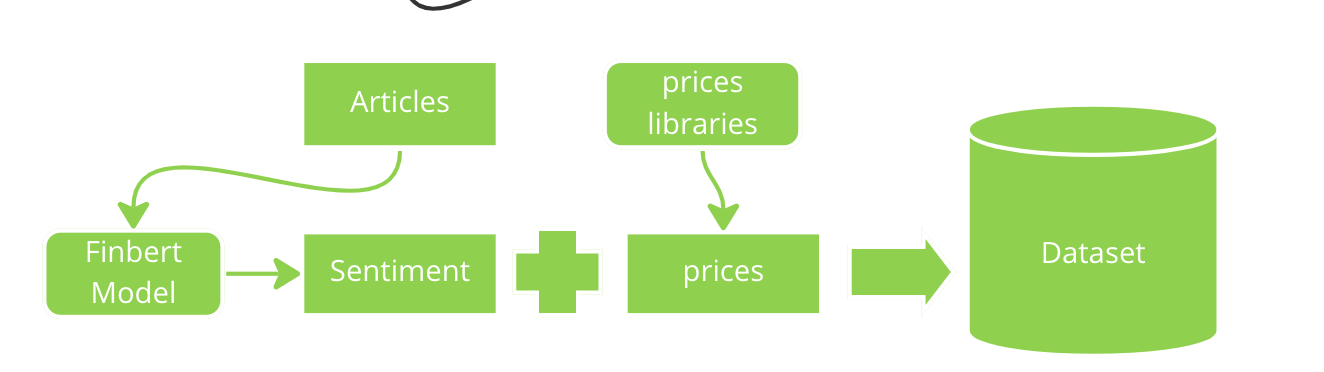 Articles
prices
libraries
Finbert
Model
Sentiment
prices
Dataset